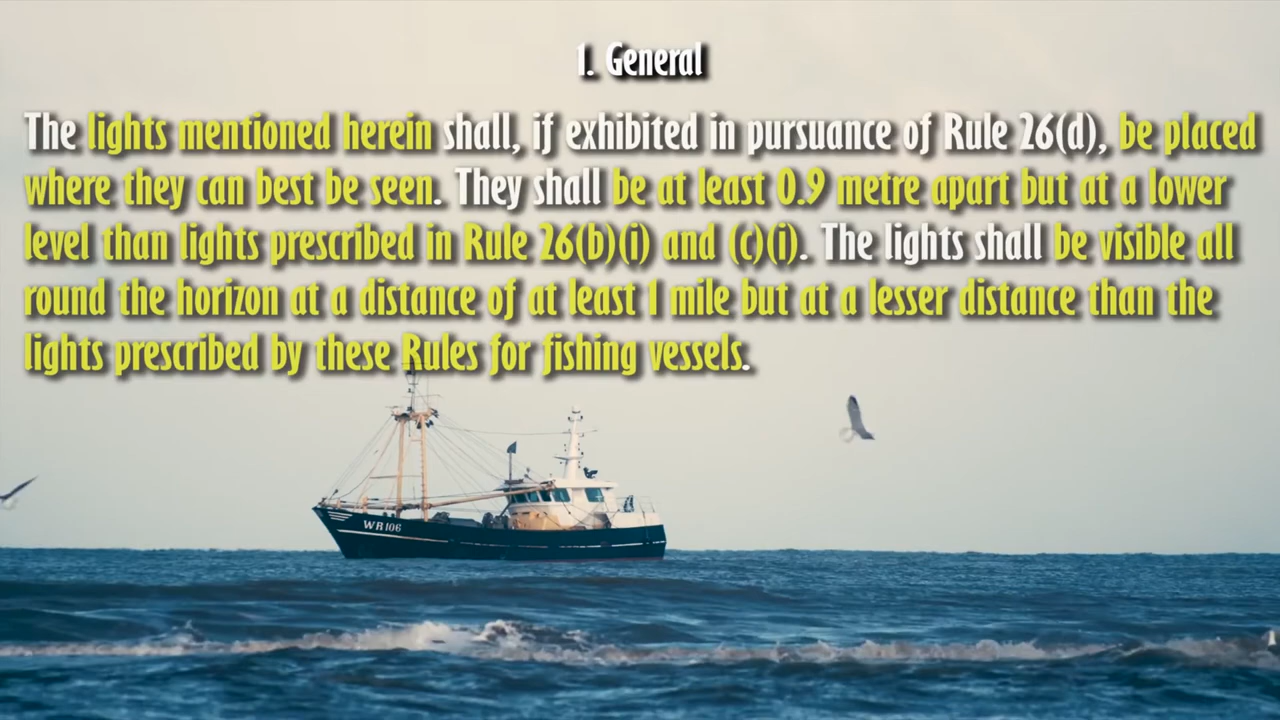 1. General
The lights mentioned herein shall, if exhibited in pursuance of Rule 26(d), be placed
where they can best be seen. They shall be at least 0.9 metre apart but at a lower
level than lights prescribed in Rule 26(b)(i) and (c)(i). The lights shall be visible all
round the horizon at a distance of at least 1 mile but at a lesser distance than the
lights prescribed by these Rules for fishing vessels.
WR106